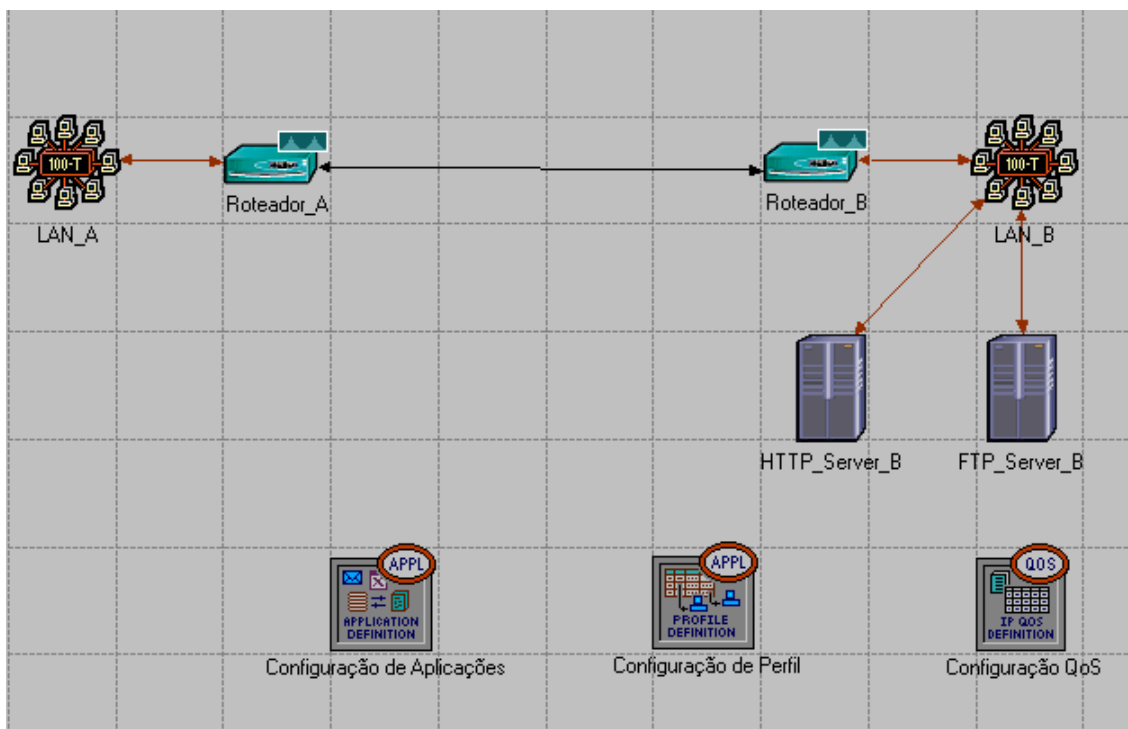 100-T
LAN_A
Roteador_A
Roteador_B
100-T
LAN_B
HTTP_Server_B
FTP_Server_B
APPL
APPLICATION
DEFINITION
Configuração de Aplicações
APPL
PROFILE
DEFINITION
Configuração de Perfil
QOS
IP QOS
DEFINITION
Configuração QoS